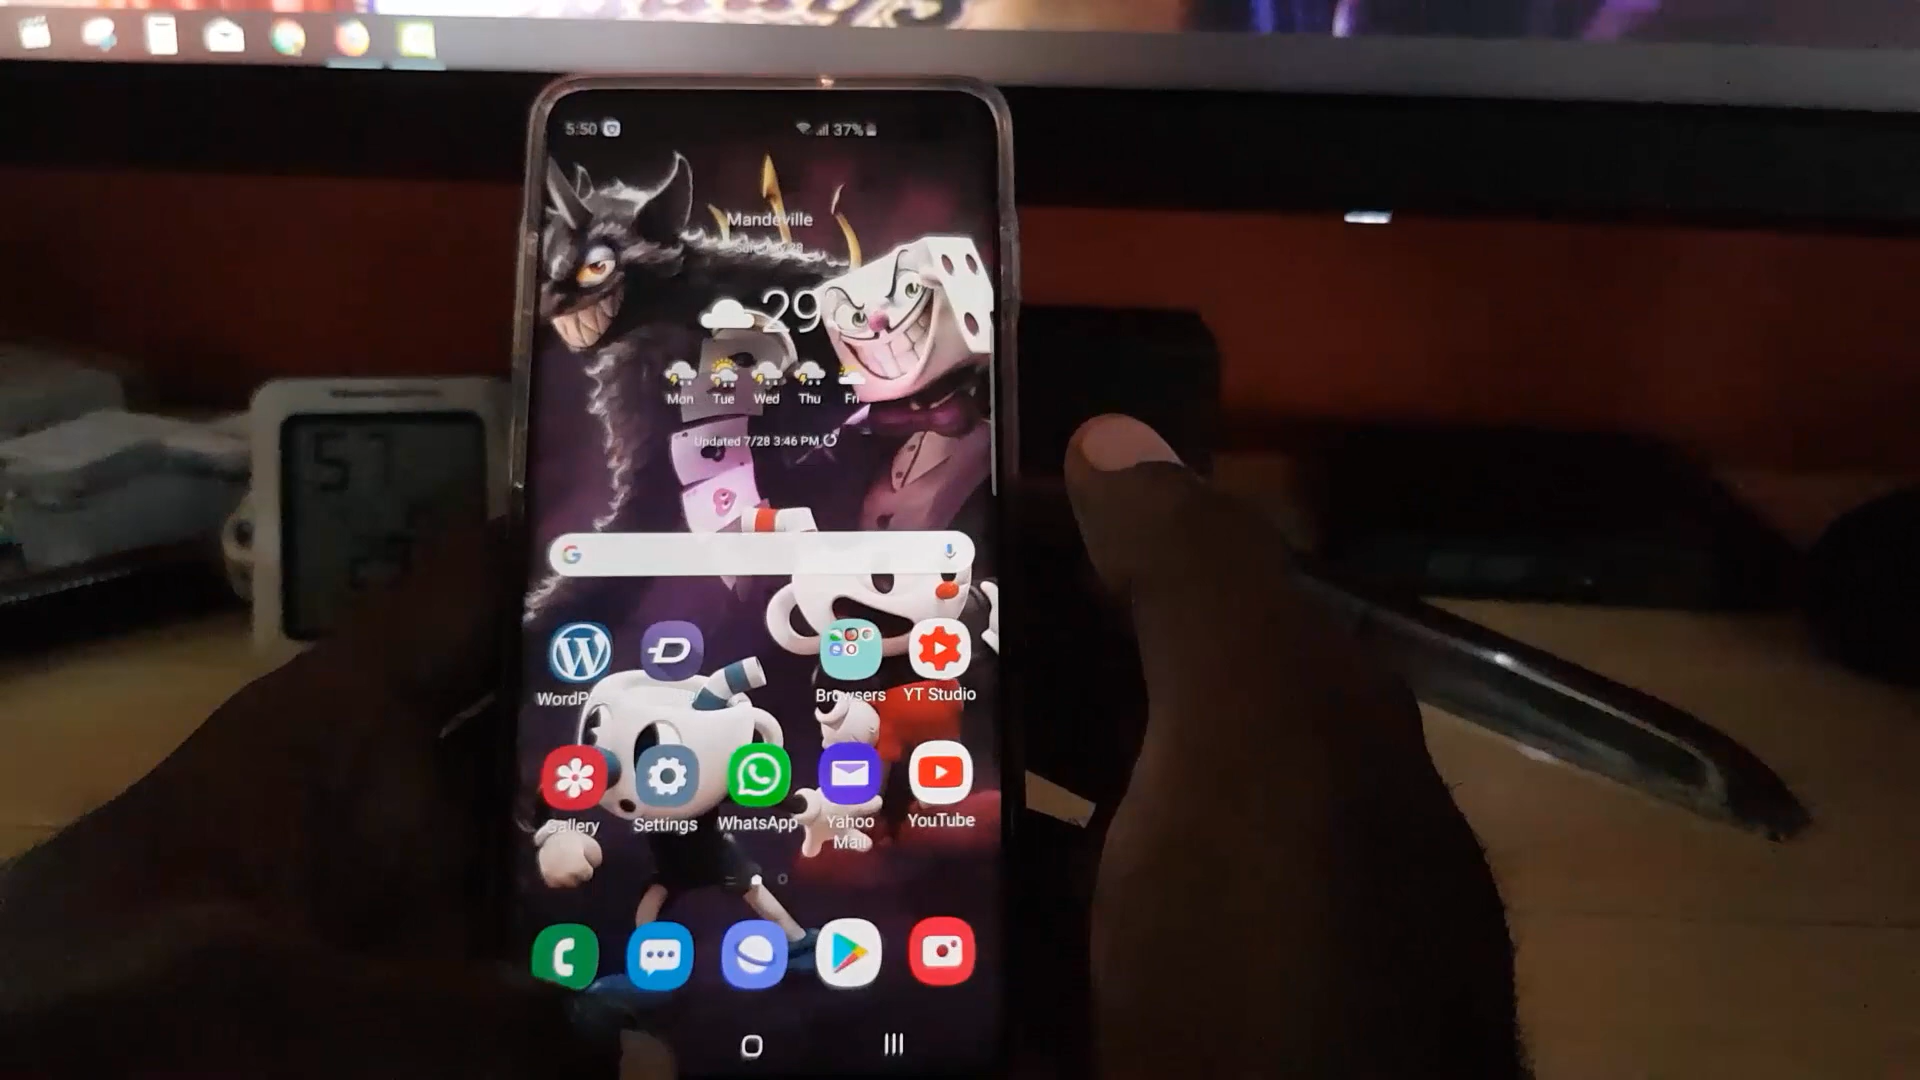 5:50 37%
Mandeville
29
Mon Tue Wed Thu Fri
Updated 7/28 3:46 PM
57
G
Browsers YT Studio
Gallery Settings WhatsApp Yahoo Mail YouTube